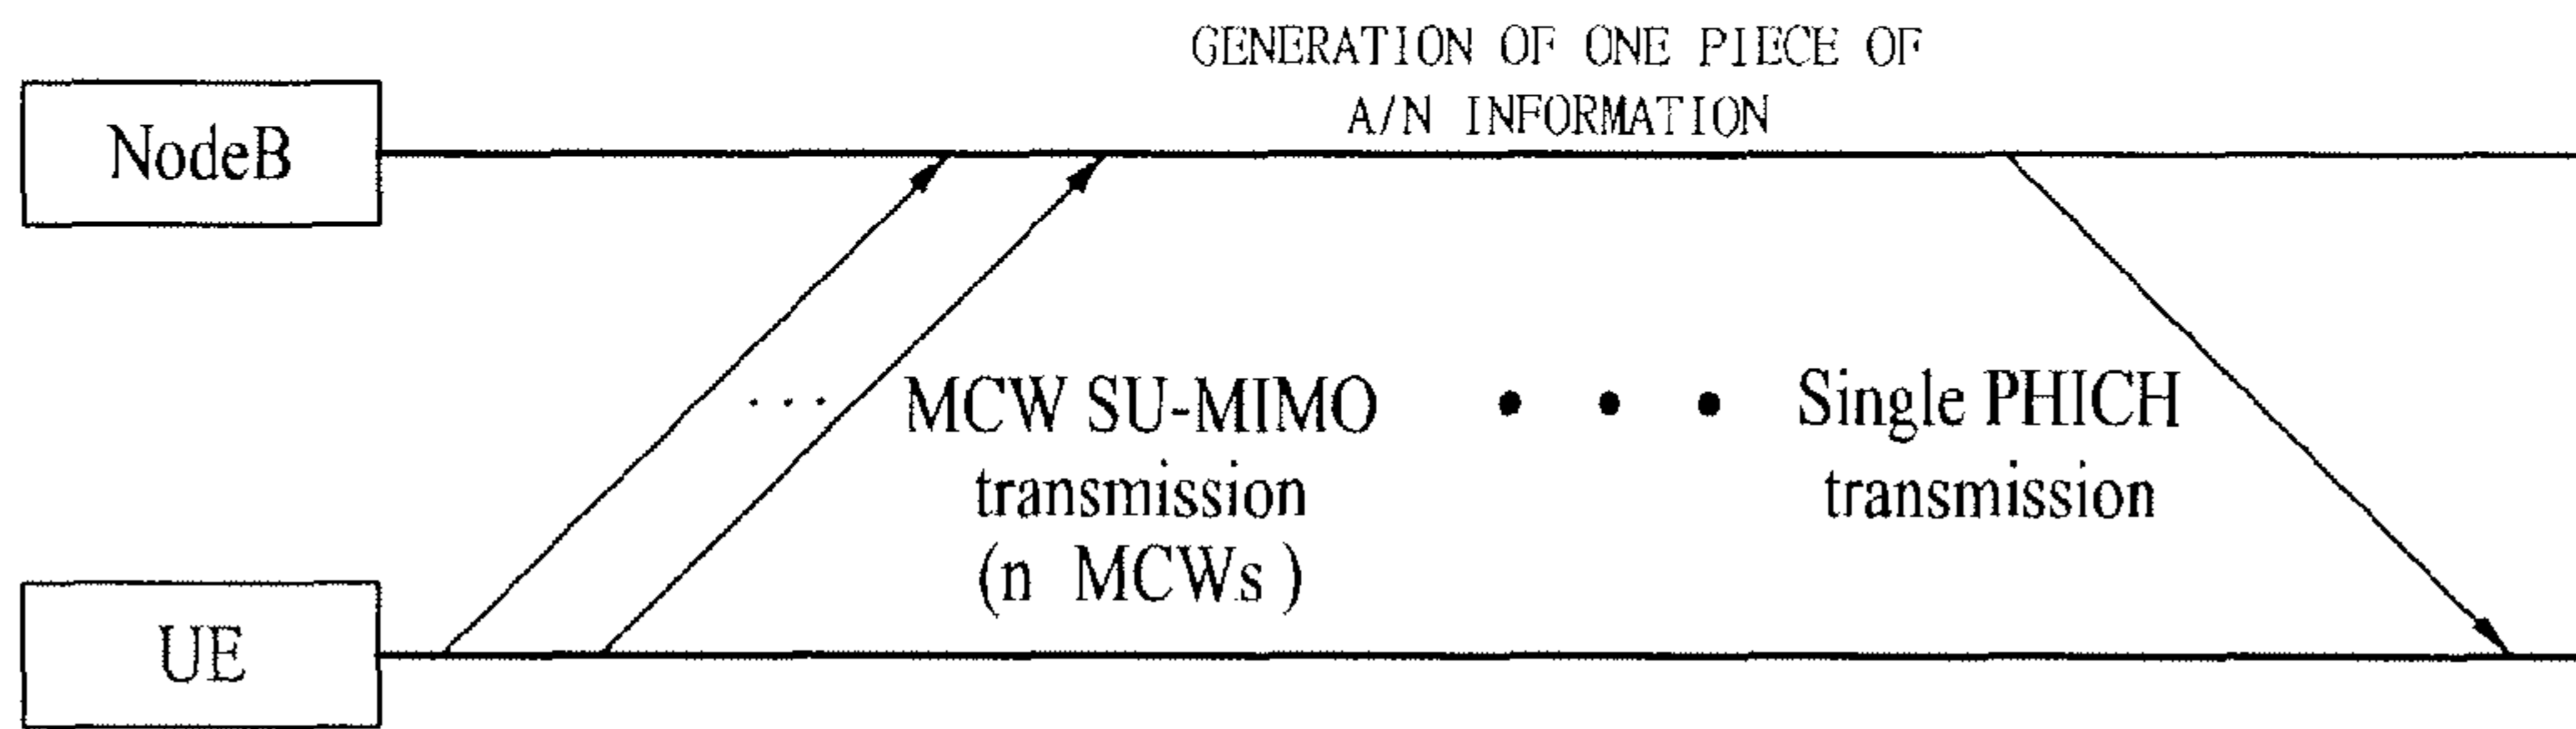 GENERATION OF ONE PIECE OF
A/N INFORMATION
NodeB
... MCW SU-MIMO • • • Single PHICH
transmission transmission
(n MCWs)
UE